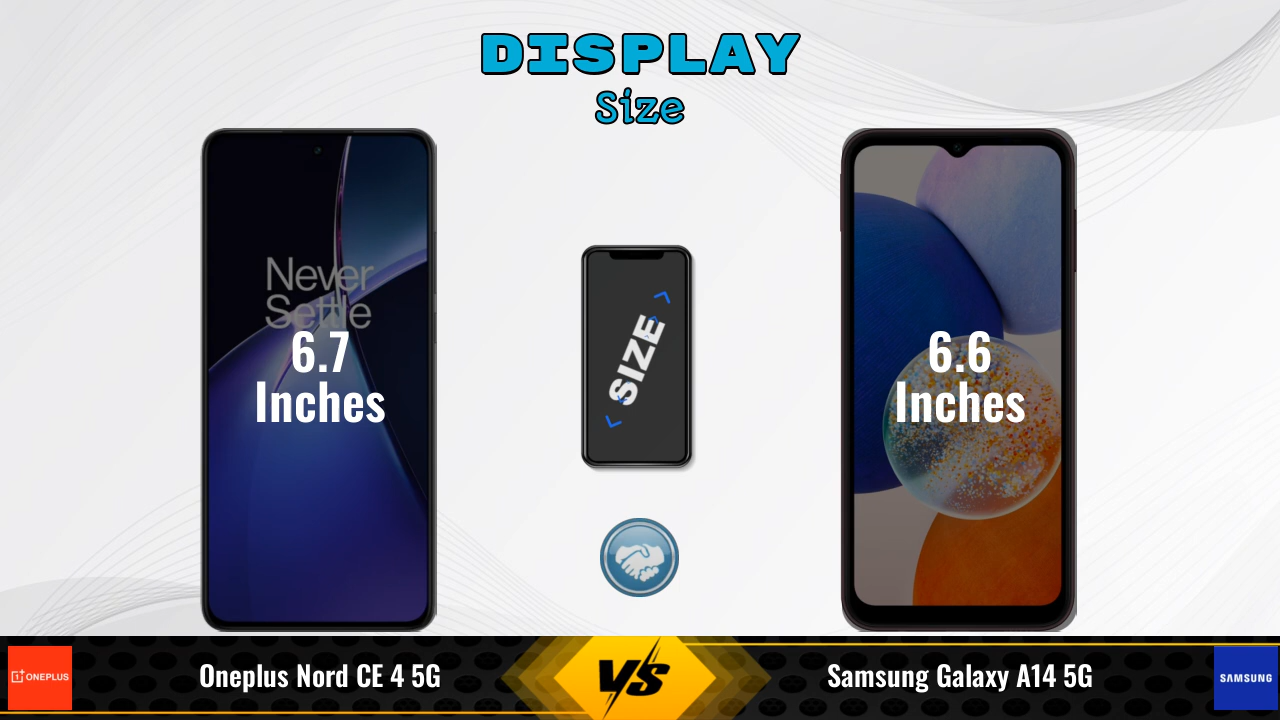 DISPLAY
Size
Never
Settle
6.7
Inches
SIZE
6.6
Inches
ONEPLUS
Oneplus Nord CE 4 5G
VS
Samsung Galaxy A14 5G
SAMSUNG